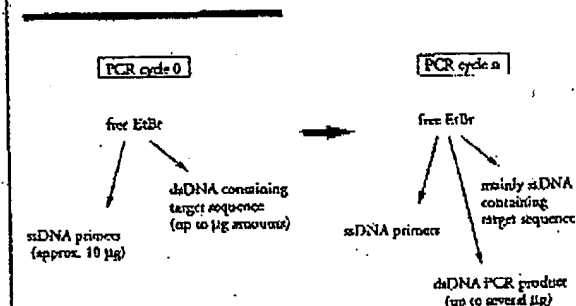 PCR cycle 0
free EtBr
dsDNA containing
target sequence
(up to µg amounts)
ssDNA primers
(approx. 10 µg)
PCR cycle n
free EtBr
mainly dsDNA
containing
target sequence
ssDNA primers
dsDNA PCR product
(up to several µg)